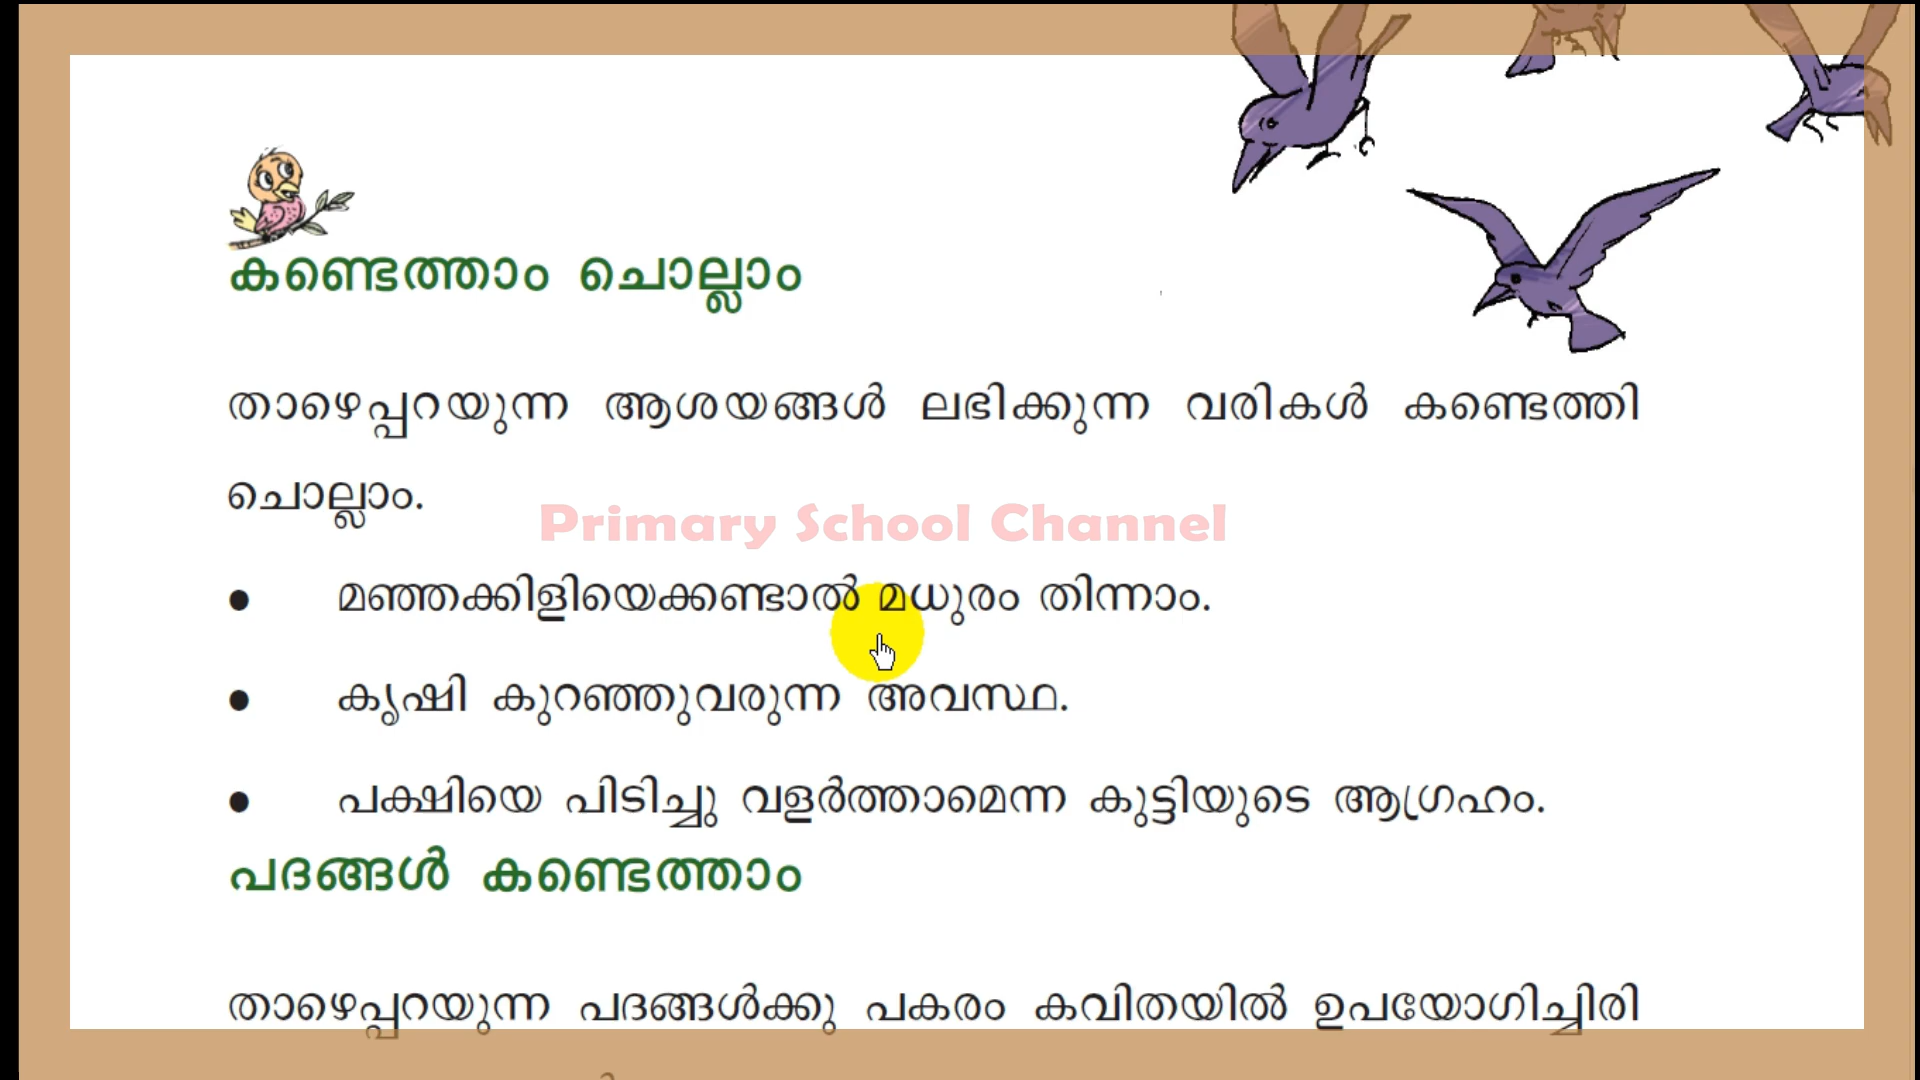 കണ്ടെത്താം ചൊല്ലാം
താഴെപ്പറയുന്ന ആശയങ്ങൾ ലഭിക്കുന്ന വരികൾ കണ്ടെത്തി
ചൊല്ലാം.
Primary School Channel
● മഞ്ഞക്കിളിയെക്കണ്ടാൽ മധുരം തിന്നാം.
● കൃഷി കുറഞ്ഞുവരുന്ന അവസ്ഥ.
● പക്ഷിയെ പിടിച്ചു വളർത്താമെന്ന കുട്ടിയുടെ ആഗ്രഹം.
പദങ്ങൾ കണ്ടെത്താം
താഴെപ്പറയുന്ന പദങ്ങൾക്കു പകരം കവിതയിൽ ഉപയോഗിച്ചിരി